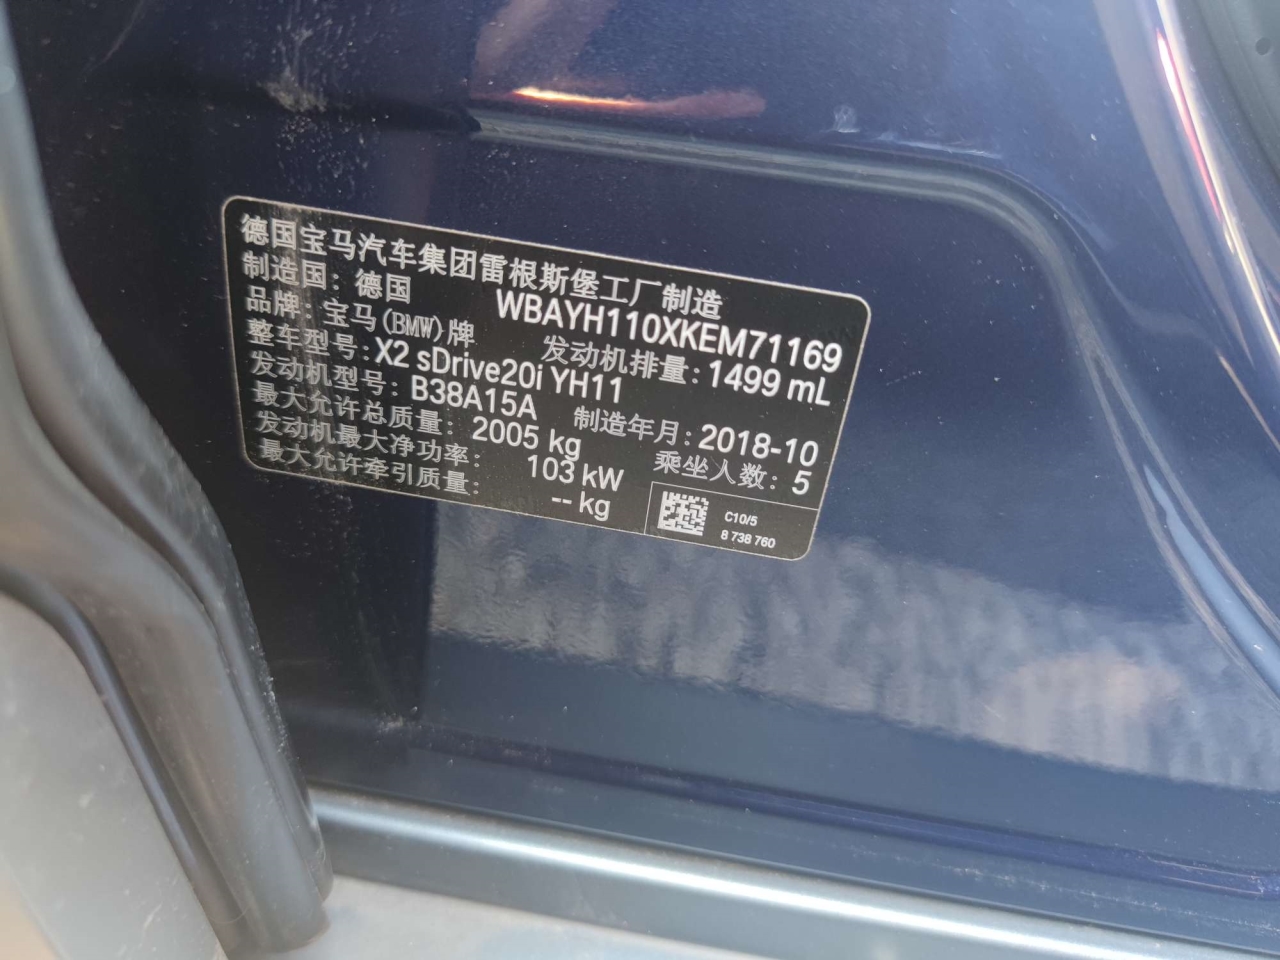 德国宝马汽车集团雷根斯堡工厂制造
制造国：德国 WBAYH110XKEM71169
品牌：宝马(BMW)牌 发动机排量：1499 mL
整车型号：X2 sDrive20i YH11
发动机型号：B38A15A 制造年月：2018-10
最大允许总质量：2005 kg 乘坐人数：5
发动机最大净功率：103 kW
最大允许牵引质量：-- kg
C10/5
8 738 760